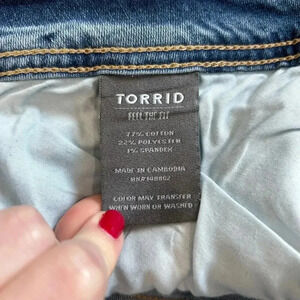 TORRID
FEEL THE FIT
77% COTTON
22% POLYESTER
1% SPANDEX
MADE IN CAMBODIA
COLOR MAY TRANSFER
WHEN WORN OR WASHED